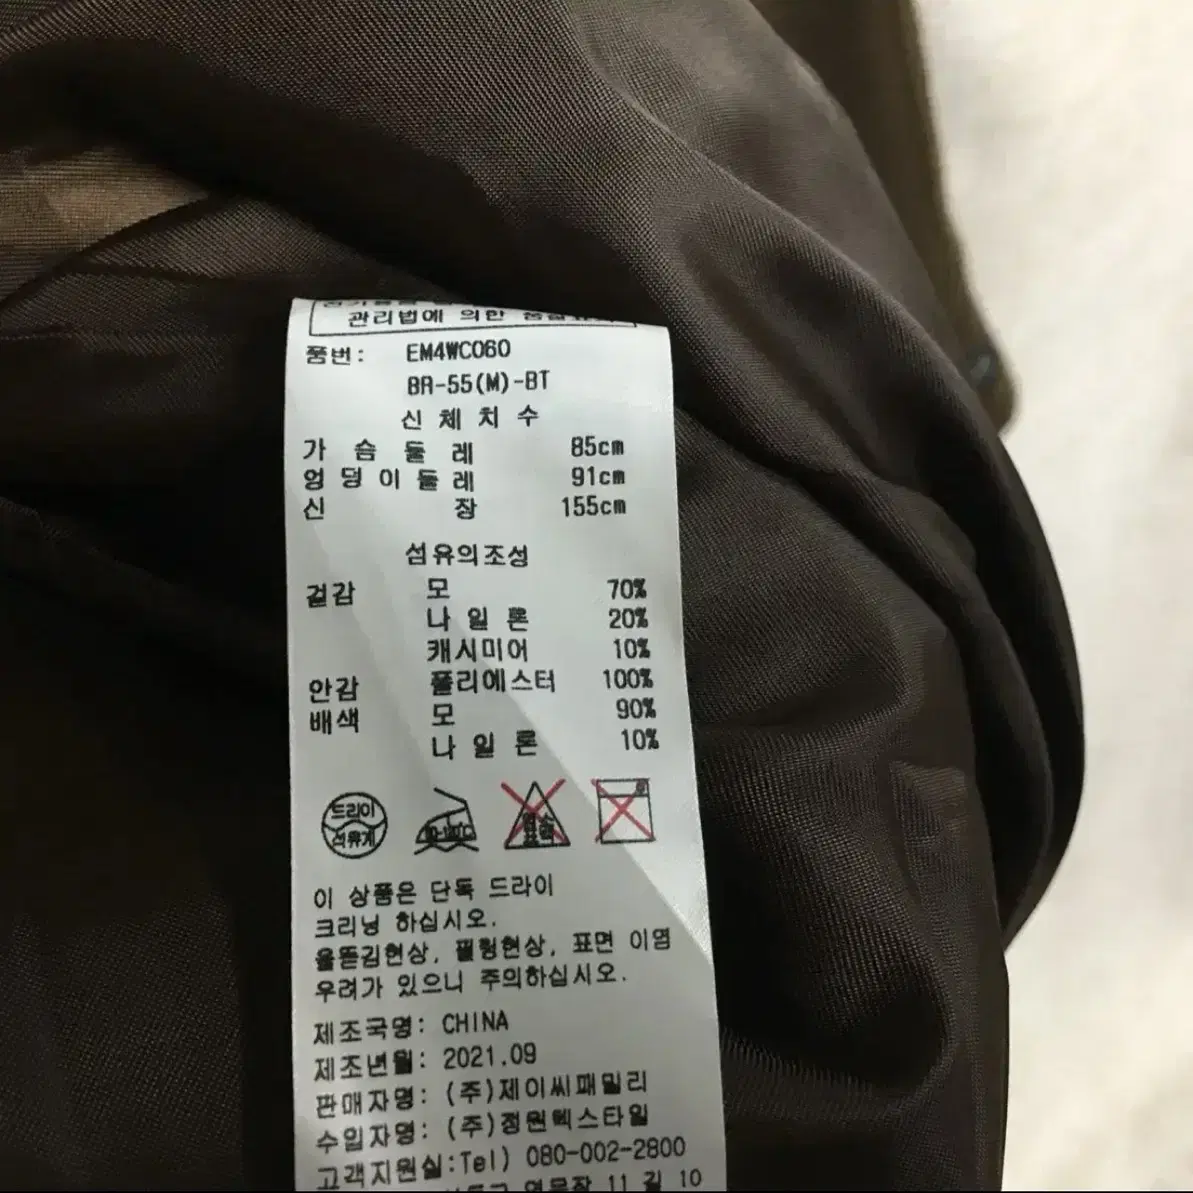 관리법에 의한
품번: EM4WC060
BR-55(M)-BT
신체치수
가슴둘레 85cm
엉덩이둘레 91cm
신장 155cm
섬유의조성
겉감 모 70%
나일론 20%
캐시미어 10%
안감 폴리에스터 100%
배색 모 90%
나일론 10%
드라이
석유계
이 상품은 단독 드라이
크리닝 하십시오.
올뜯김현상, 필링현상, 표면 이염
우려가 있으니 주의하십시오.
제조국명: CHINA
제조년월: 2021.09
판매자명: (주)제이씨패밀리
수입자명: (주)정원텍스타일
고객지원실:Tel) 080-002-2800
11 길 10